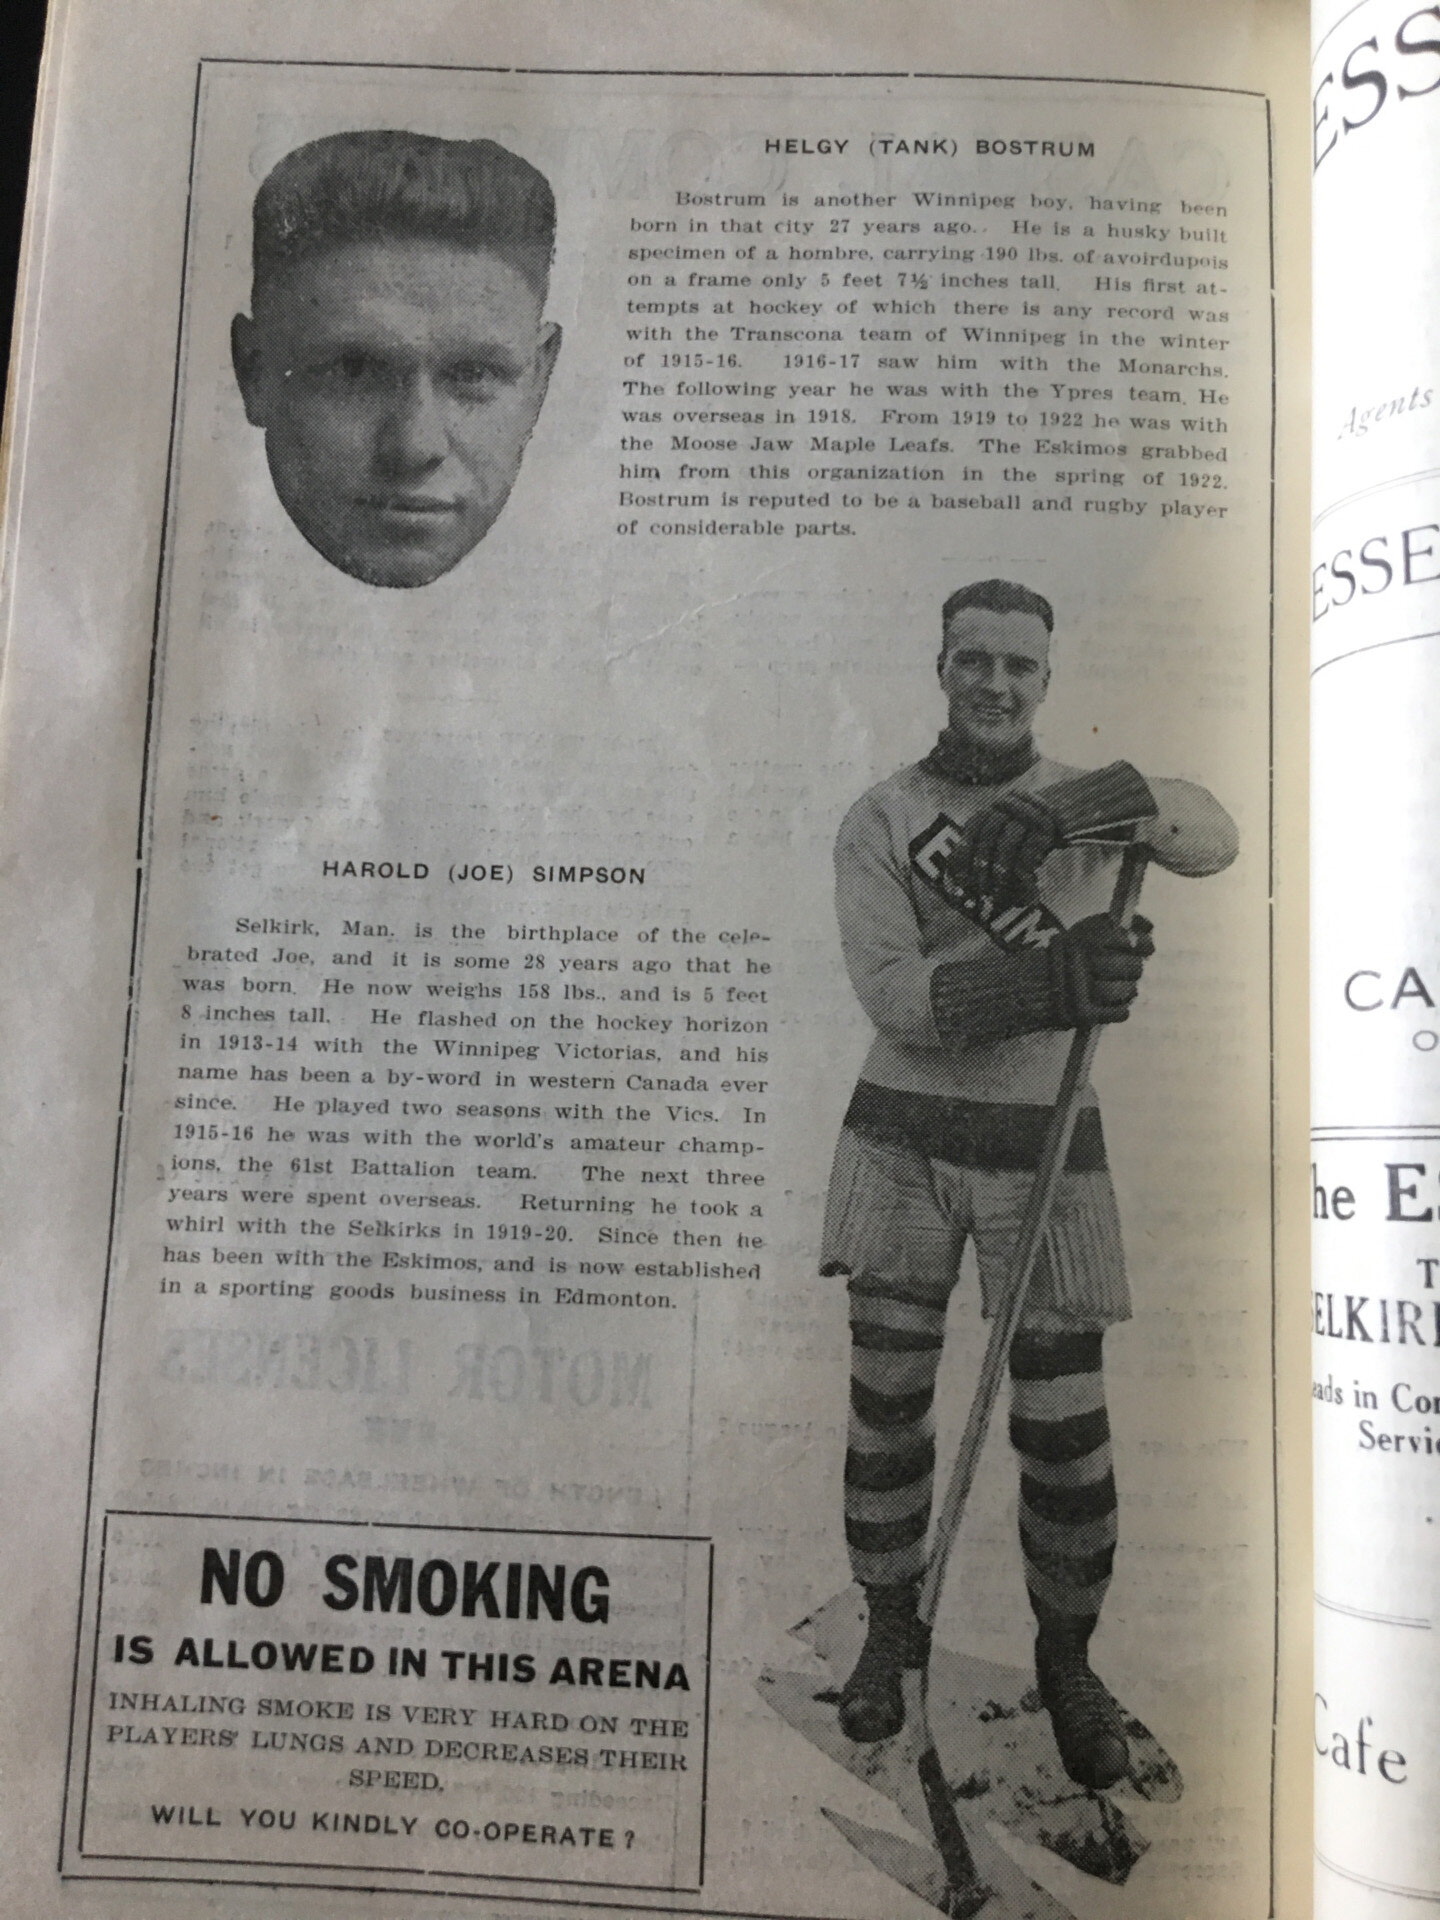 HELGY (TANK) BOSTRUM
Bostrum is another Winnipeg boy, having been
born in that city 27 years ago. He is a husky built
specimen of a hombre, carrying 190 lbs. of avoirdupois
on a frame only 5 feet 7½ inches tall. His first at-
tempts at hockey of which there is any record was
with the Transcona team of Winnipeg in the winter
of 1915-16. 1916-17 saw him with the Monarchs.
The following year he was with the Ypres team. He
was overseas in 1918. From 1919 to 1922 he was with
the Moose Jaw Maple Leafs. The Eskimos grabbed
him from this organization in the spring of 1922.
Bostrum is reputed to be a baseball and rugby player
of considerable parts.
ESKIM
HAROLD (JOE) SIMPSON
Selkirk, Man. is the birthplace of the cele-
brated Joe, and it is some 28 years ago that he
was born. He now weighs 158 lbs., and is 5 feet
8 inches tall. He flashed on the hockey horizon
in 1913-14 with the Winnipeg Victorias, and his
name has been a by-word in western Canada ever
since. He played two seasons with the Vics. In
1915-16 he was with the world's amateur champ-
ions, the 61st Battalion team. The next three
years were spent overseas. Returning he took a
whirl with the Selkirks in 1919-20. Since then he
has been with the Eskimos, and is now established
in a sporting goods business in Edmonton.
NO SMOKING
IS ALLOWED IN THIS ARENA
INHALING SMOKE IS VERY HARD ON THE
PLAYERS' LUNGS AND DECREASES THEIR
SPEED.
WILL YOU KINDLY CO-OPERATE?
ESS
Agents
ESSE
CA
O
he ES
T
ELKIR
eads in Con
Servi
Cafe